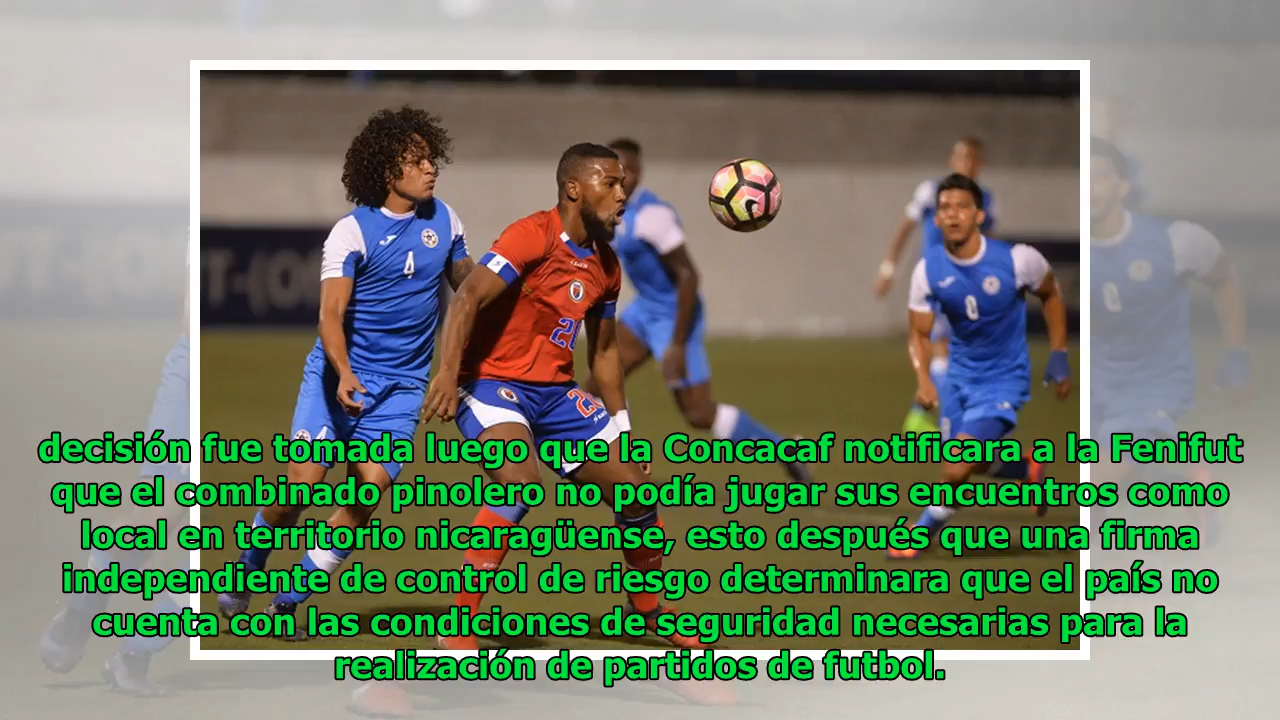 decisión fue tomada luego que la Concacaf notificara a la Fenifut
que el combinado pinolero no podía jugar sus encuentros como
local en territorio nicaragüense, esto después que una firma
independiente de control de riesgo determinara que el país no
cuenta con las condiciones de seguridad necesarias para la
realización de partidos de futbol.
4
20